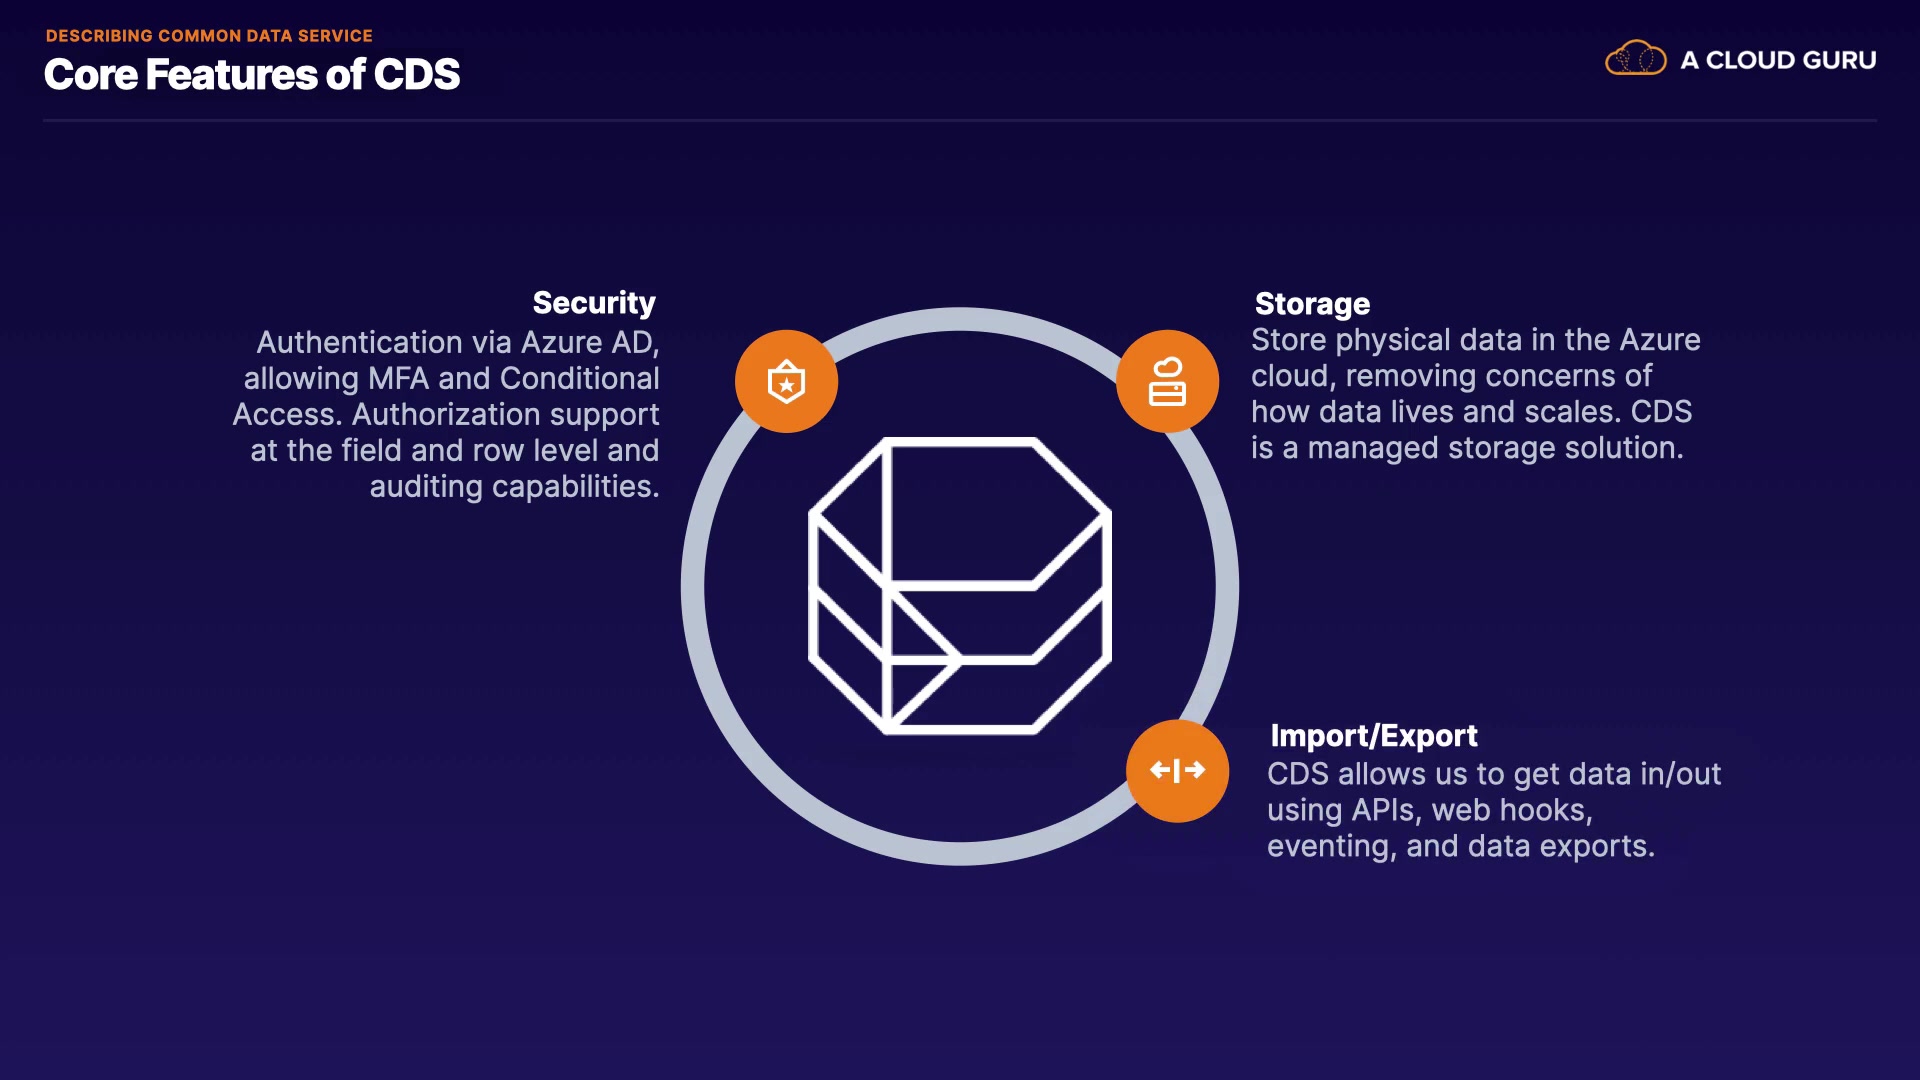 DESCRIBING COMMON DATA SERVICE
Core Features of CDS
A CLOUD GURU
Security
Authentication via Azure AD,
allowing MFA and Conditional
Access. Authorization support
at the field and row level and
auditing capabilities.
Storage
Store physical data in the Azure
cloud, removing concerns of
how data lives and scales. CDS
is a managed storage solution.
Import/Export
CDS allows us to get data in/out
using APIs, web hooks,
eventing, and data exports.